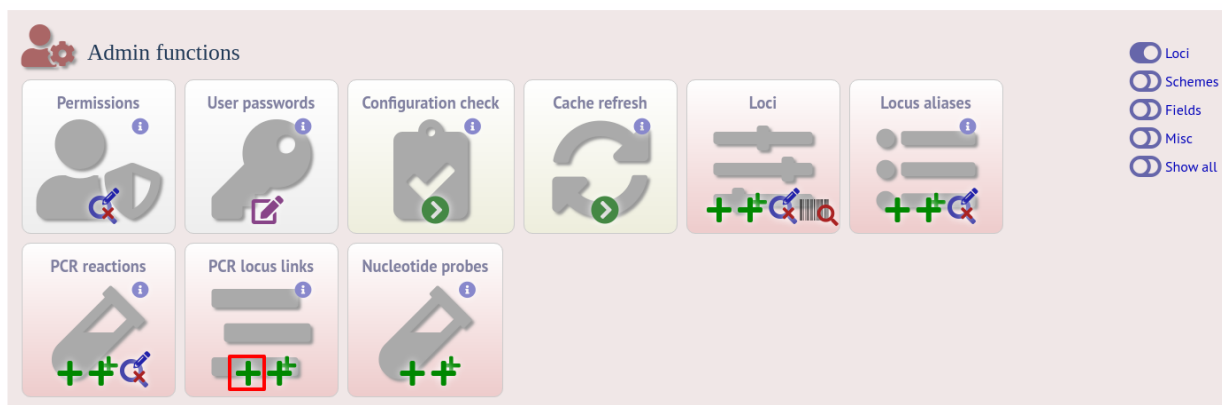 Admin functions
Loci
Schemes
Fields
Misc
Show all
Permissions
User passwords
Configuration check
Cache refresh
Loci
Locus aliases
PCR reactions
PCR locus links
Nucleotide probes